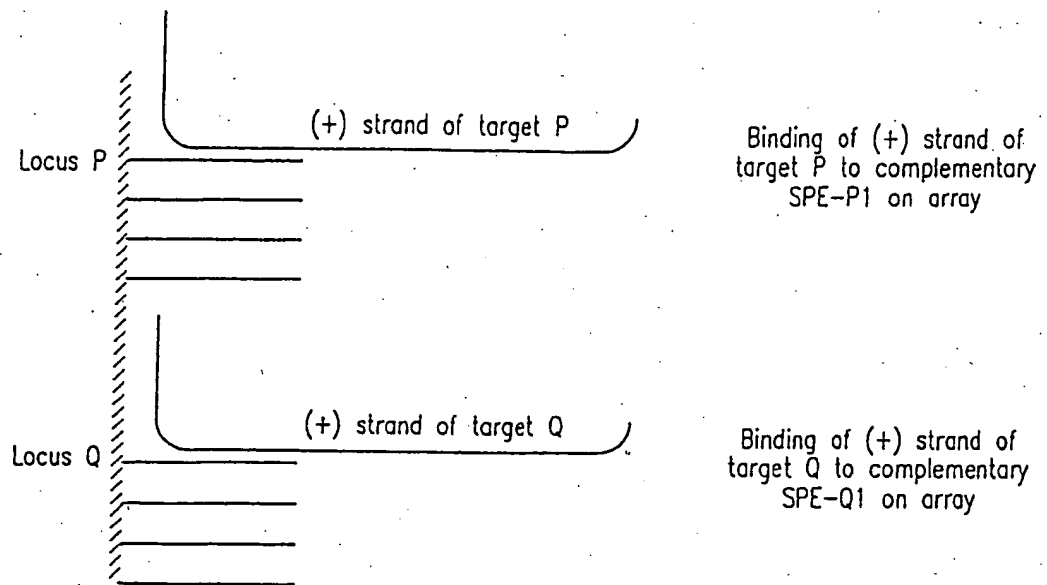 (+) strand of target P
Locus P
Binding of (+) strand of
target P to complementary
SPE-P1 on array
(+) strand of target Q
Locus Q
Binding of (+) strand of
target Q to complementary
SPE-Q1 on array